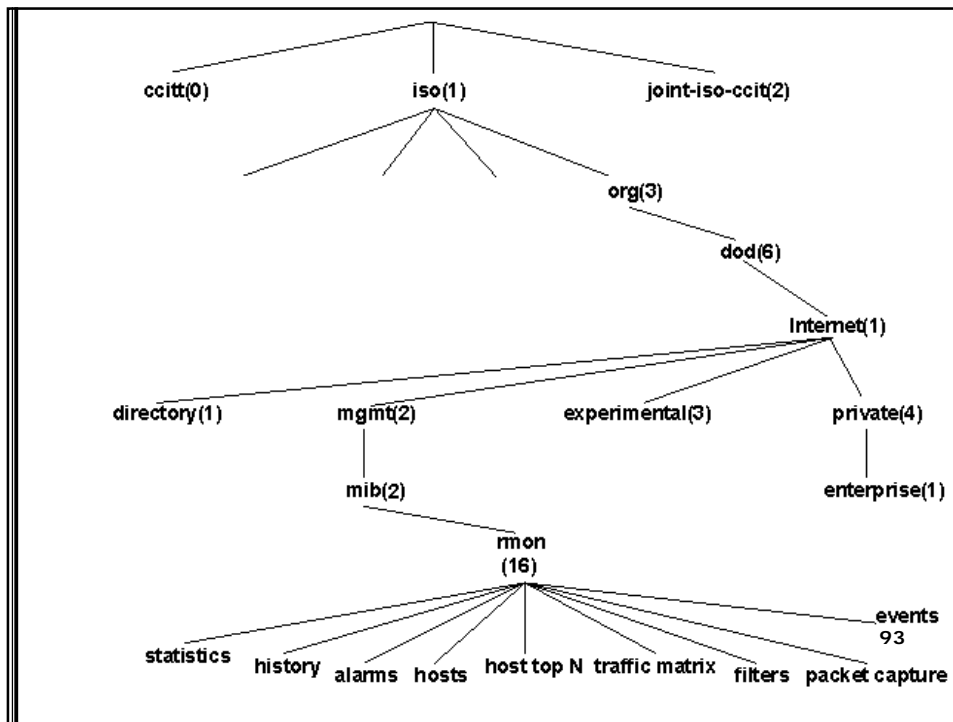 ccitt(0) iso(1) joint-iso-ccit(2)
org(3)
dod(6)
Internet(1)
directory(1) mgmt(2) experimental(3) private(4)
mib(2) enterprise(1)
rmon
(16)
events
93
statistics history alarms hosts host top N traffic matrix filters packet capture